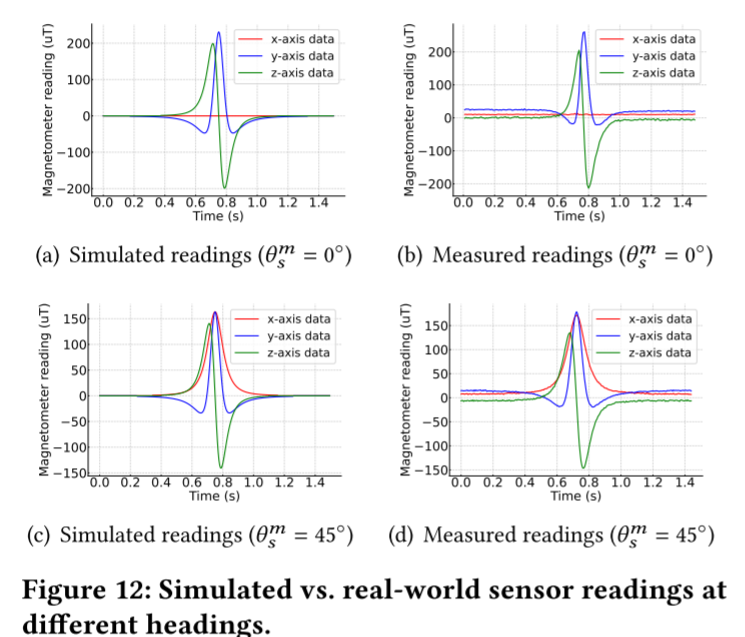 Magnetometer reading (uT)
200
100
0
−100
−200
x-axis data
y-axis data
z-axis data
0.0 0.2 0.4 0.6 0.8 1.0 1.2 1.4
Time (s)
(a) Simulated readings (θₛᵐ = 0°)
Magnetometer reading (uT)
200
100
0
−100
−200
x-axis data
y-axis data
z-axis data
0.0 0.2 0.4 0.6 0.8 1.0 1.2 1.4
Time (s)
(b) Measured readings (θₛᵐ = 0°)
Magnetometer reading (uT)
150
100
50
0
−50
−100
−150
x-axis data
y-axis data
z-axis data
0.0 0.2 0.4 0.6 0.8 1.0 1.2 1.4
Time (s)
(c) Simulated readings (θₛᵐ = 45°)
Magnetometer reading (uT)
150
100
50
0
−50
−100
−150
x-axis data
y-axis data
z-axis data
0.0 0.2 0.4 0.6 0.8 1.0 1.2 1.4
Time (s)
(d) Measured readings (θₛᵐ = 45°)
Figure 12: Simulated vs. real-world sensor readings at
different headings.